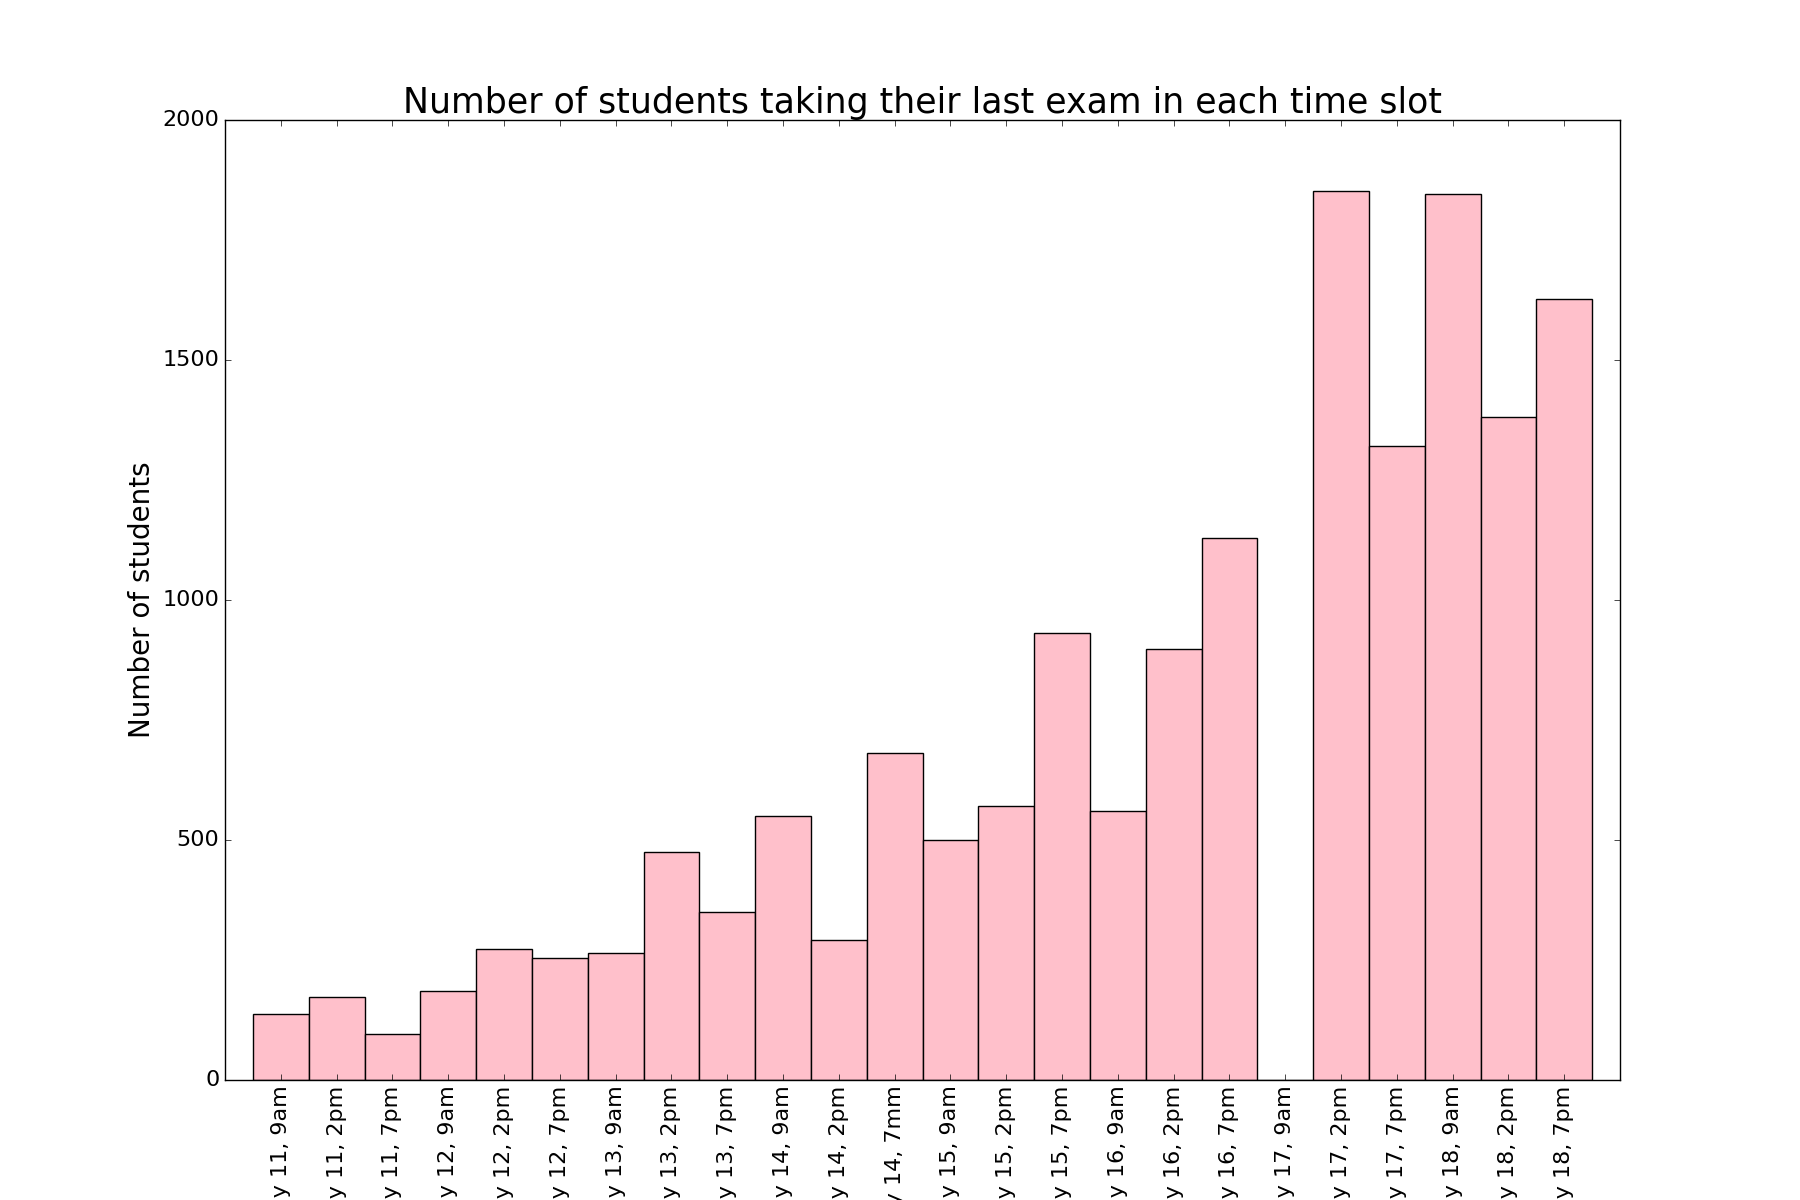 Number of students taking their last exam in each time slot
Number of students
2000
1500
1000
500
0
y 11, 9am
y 11, 2pm
y 11, 7pm
y 12, 9am
y 12, 2pm
y 12, 7pm
y 13, 9am
y 13, 2pm
y 13, 7pm
y 14, 9am
y 14, 2pm
y 14, 7mm
y 15, 9am
y 15, 2pm
y 15, 7pm
y 16, 9am
y 16, 2pm
y 16, 7pm
y 17, 9am
y 17, 2pm
y 17, 7pm
y 18, 9am
y 18, 2pm
y 18, 7pm